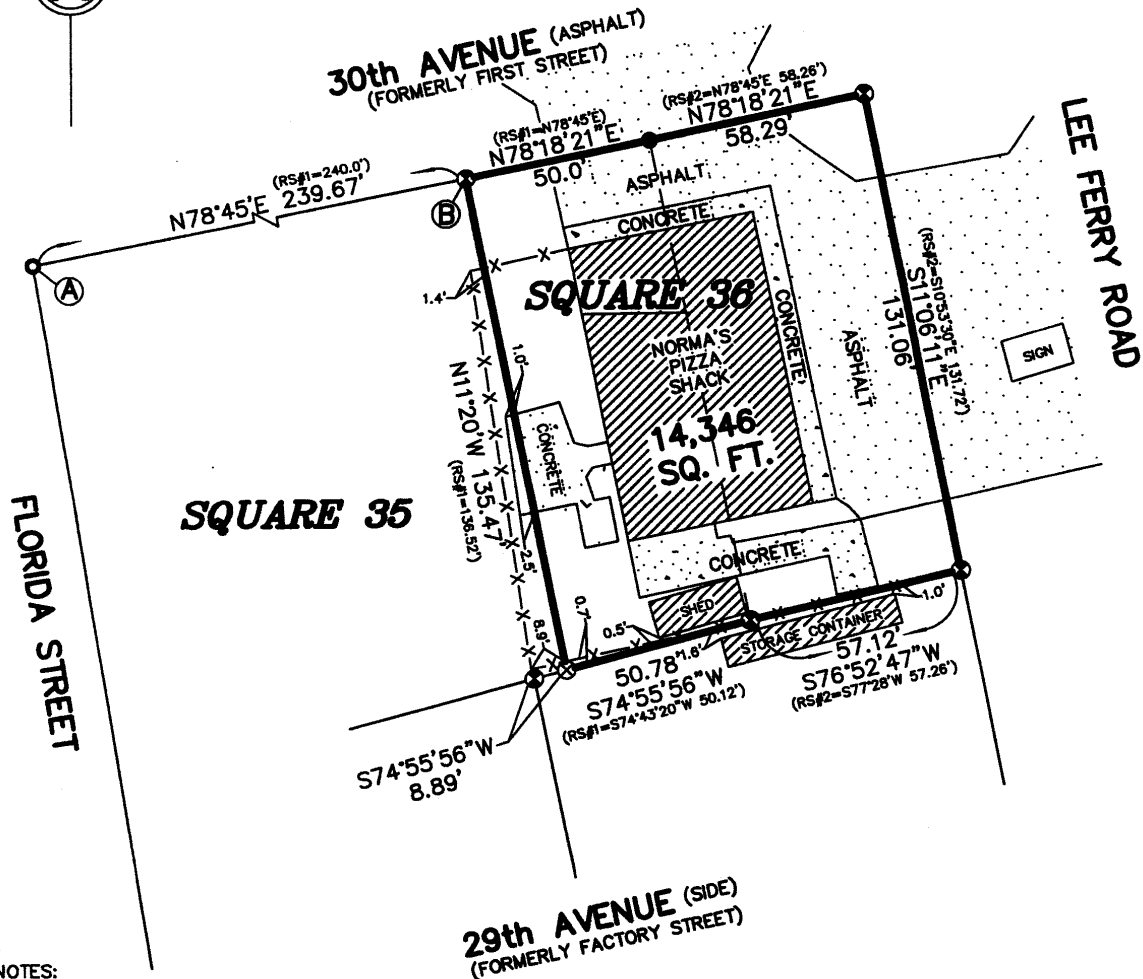 30th AVENUE (ASPHALT)
(FORMERLY FIRST STREET)
(RS#2=N78°45'E 58.26')
N78°18'21"E
58.29'
(RS#1=N78°45'E)
N78°18'21"E
50.0'
(RS#1=240.0')
N78°45'E 239.67'
A
B
LEE FERRY ROAD
ASPHALT
CONCRETE
1.4'
SQUARE 36
CONCRETE
NORMA'S
PIZZA
SHACK
14,346
SQ. FT.
ASPHALT
(RS#2=S10°53'30"E 131.72')
S11°06'11"E
131.06'
SIGN
1.0'
N11°20'W 135.47'
(RS#1=136.52')
CONCRETE
2.5'
SQUARE 35
FLORIDA STREET
CONCRETE
SHED
STORAGE CONTAINER
1.0'
0.7'
0.5'
8.9'
1.6'
50.78'
S74°55'56"W
(RS#1=S74°43'20"W 50.12')
57.12'
S76°52'47"W
(RS#2=S77°28'W 57.26')
S74°55'56"W
8.89'
29th AVENUE (SIDE)
(FORMERLY FACTORY STREET)
NOTES: